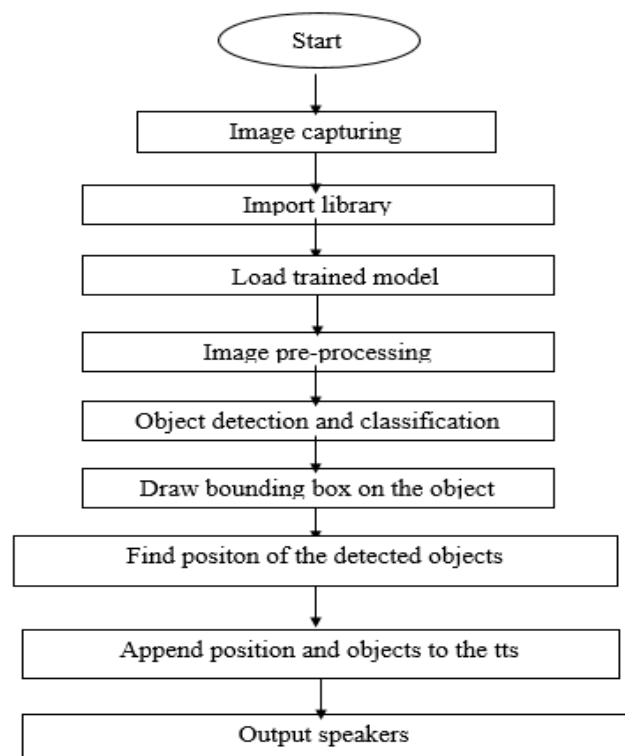 Start
Image capturing
Import library
Load trained model
Image pre-processing
Object detection and classification
Draw bounding box on the object
Find positon of the detected objects
Append position and objects to the tts
Output speakers